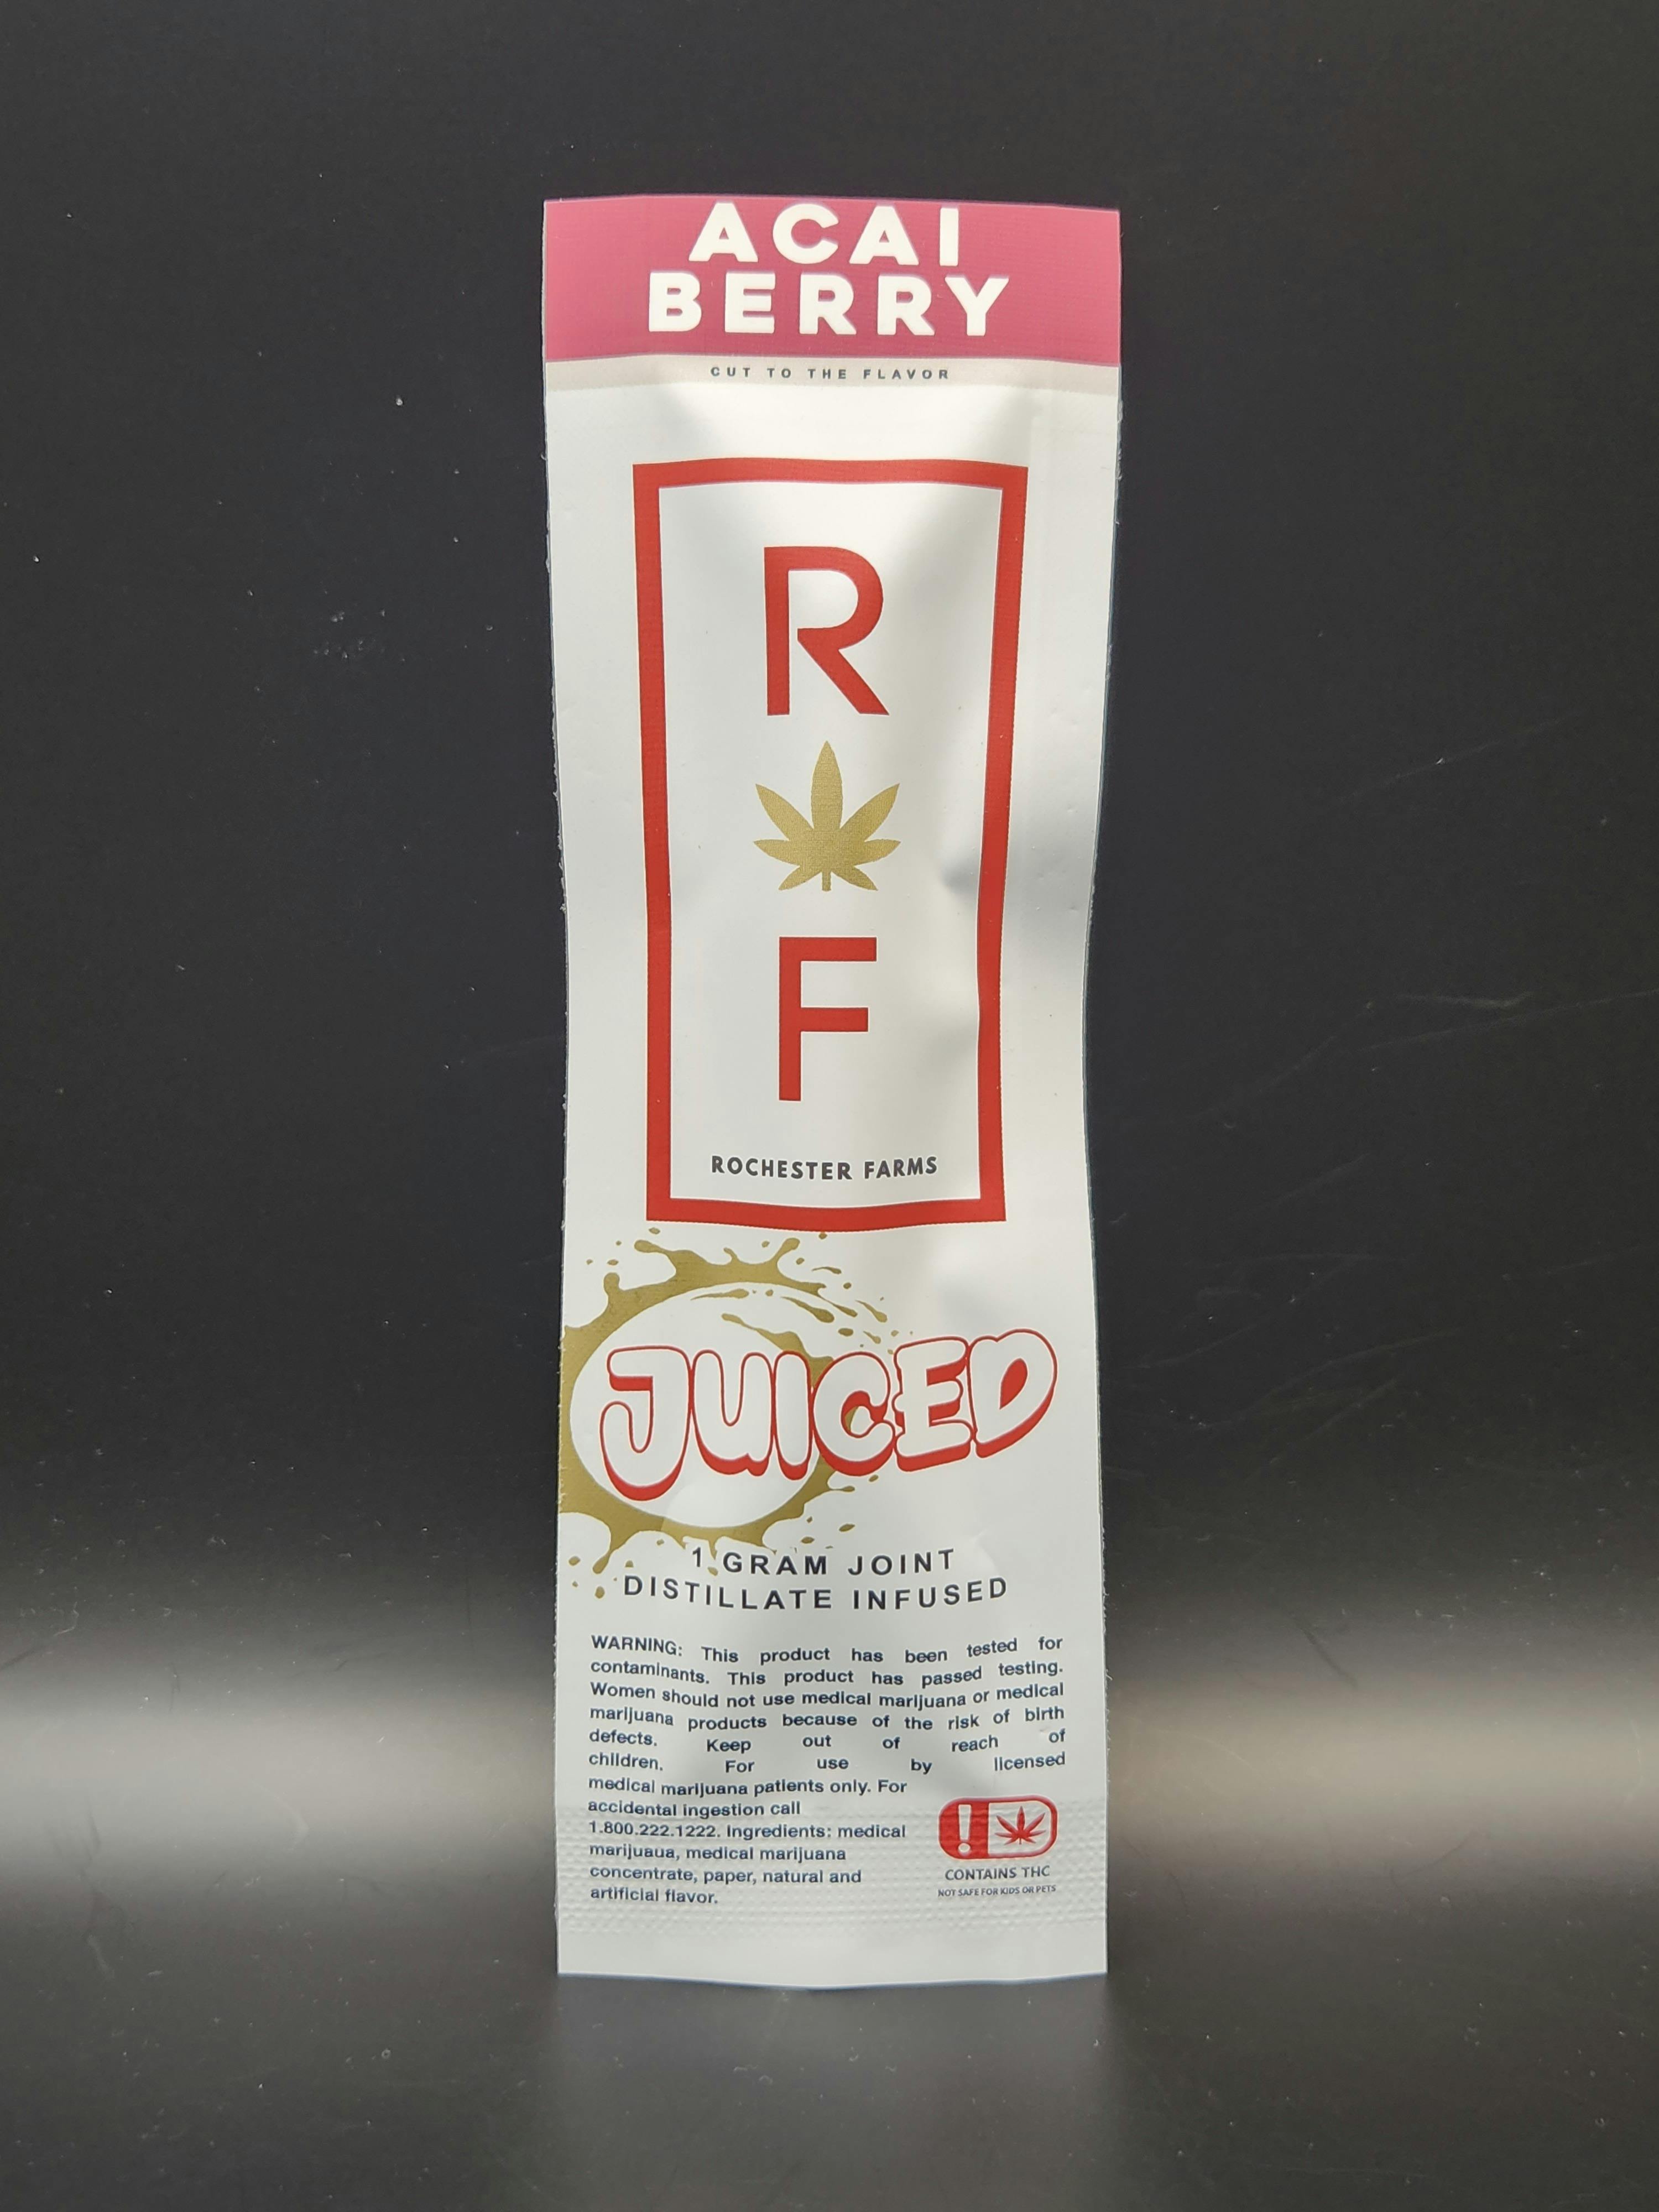 ACAI
BERRY
CUT TO THE FLAVOR
R
F
ROCHESTER FARMS
JUICED
1 GRAM JOINT
DISTILLATE INFUSED
WARNING: This product has been tested for
contaminants. This product has passed testing.
Women should not use medical marijuana or medical
marijuana products because of the risk of birth
defects. Keep out of reach of
children. For use by licensed
medical marijuana patients only. For
accidental ingestion call
1.800.222.1222. Ingredients: medical
marijuaua, medical marijuana
concentrate, paper, natural and
artificial flavor.
!
CONTAINS THC
NOT SAFE FOR KIDS OR PETS